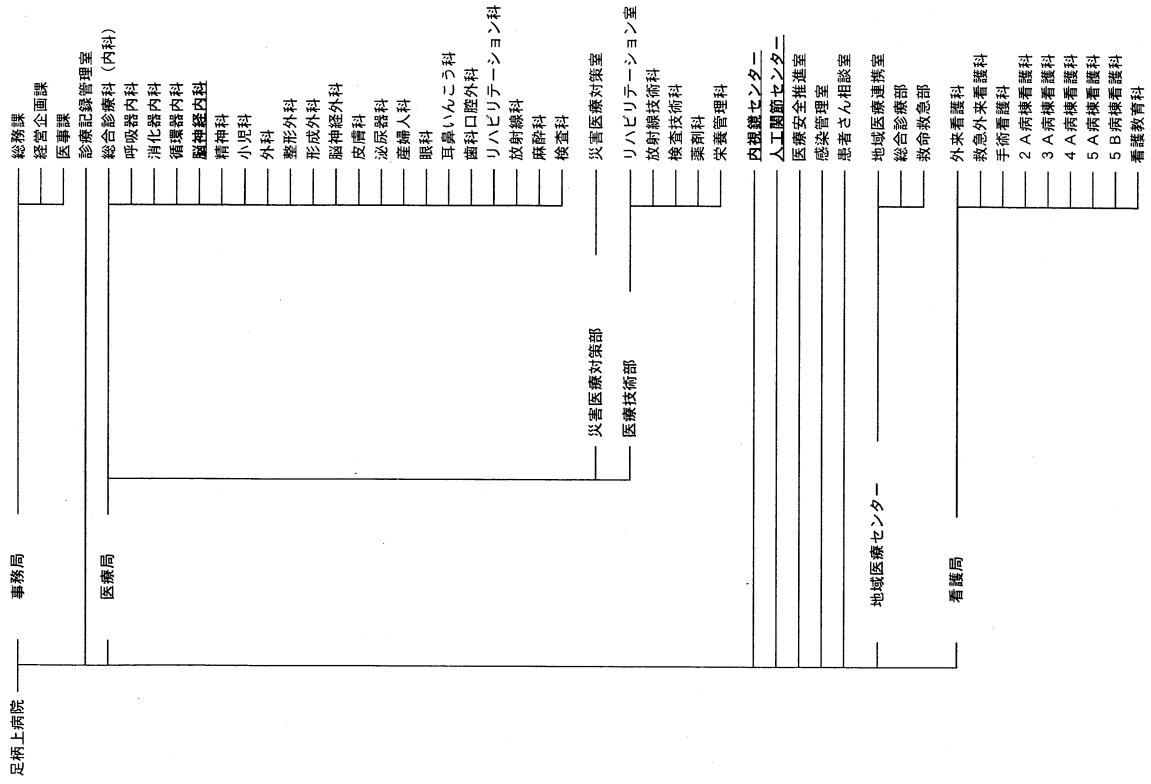 足柄上病院
事務局
総務課
経営企画課
医事課
診療記録管理室
医療局
総合診療科（内科）
呼吸器内科
消化器内科
循環器内科
脳神経内科
精神科
小児科
外科
整形外科
形成外科
脳神経外科
皮膚科
泌尿器科
産婦人科
眼科
耳鼻いんこう科
歯科口腔外科
リハビリテーション科
放射線科
麻酔科
検査科
災害医療対策部
災害医療対策室
医療技術部
リハビリテーション室
放射線技術科
検査技術科
薬剤科
栄養管理科
内視鏡センター
人工関節センター
医療安全推進室
感染管理室
患者さん相談室
地域医療センター
地域医療連携室
総合診療部
救命救急部
看護局
外来看護科
救急外来看護科
手術看護科
２Ａ病棟看護科
３Ａ病棟看護科
４Ａ病棟看護科
５Ａ病棟看護科
５Ｂ病棟看護科
看護教育科